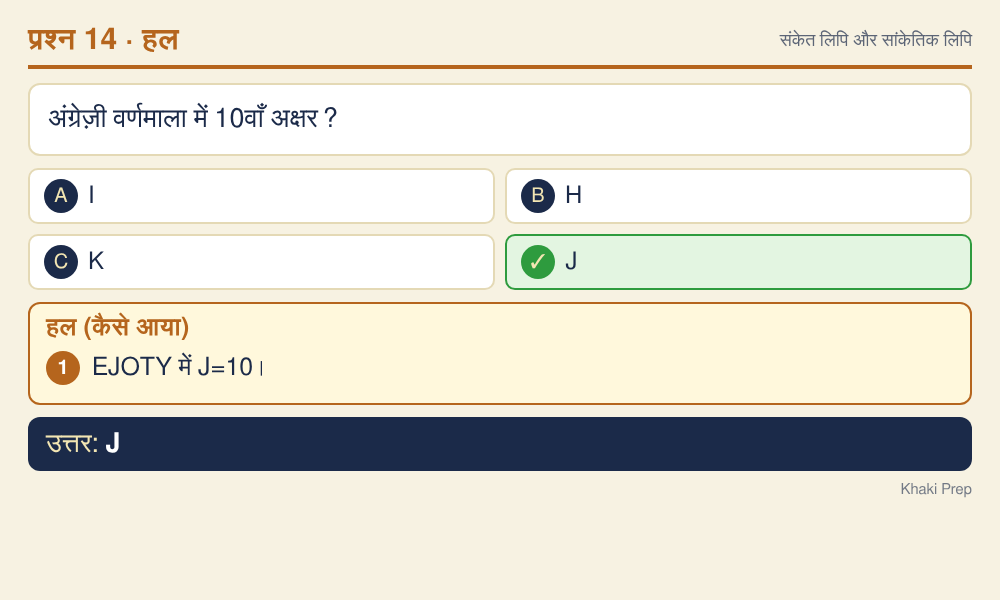 प्रश्न 14 · हल
संकेत लिपि और सांकेतिक लिपि
अंग्रेज़ी वर्णमाला में 10वाँ अक्षर ?
A I
B H
C K
✓ J
हल (कैसे आया)
1 EJOTY में J=10।
उत्तर: J
Khaki Prep